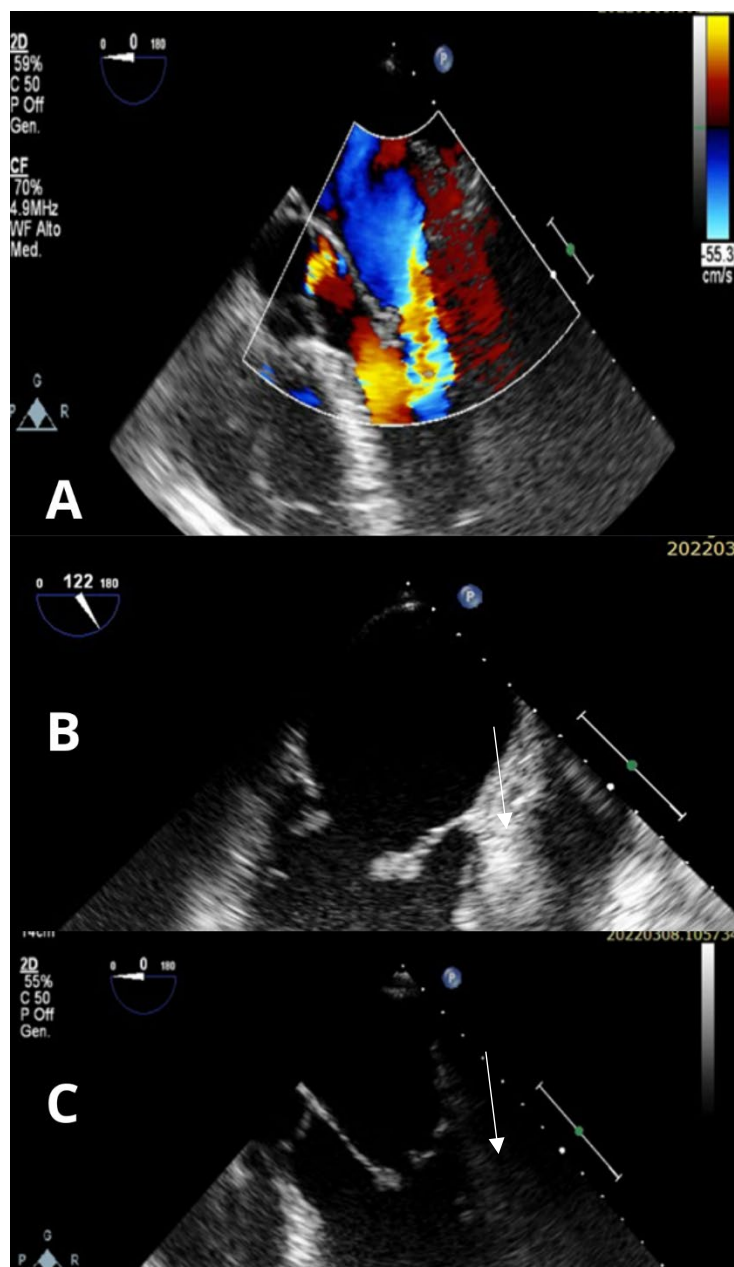 2D
59%
C 50
P Off
Gen.
CF
70%
4.9MHz
WF Alto
Med.
0 0 180
P
-55.3
cm/s
G
P R
A
202203
0 122 180
P
B
14cm
20220308.105734
2D
55%
C 50
P Off
Gen.
0 0 180
P
C
G
P R